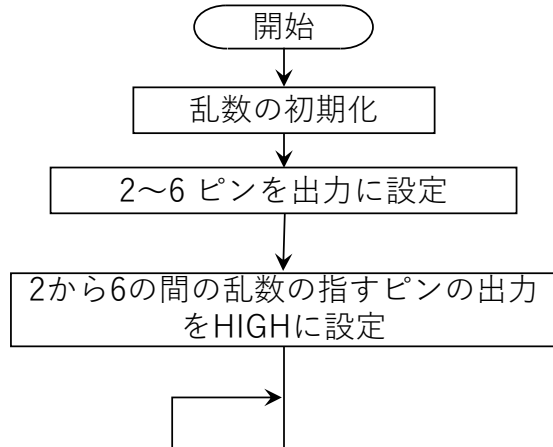 開始
乱数の初期化
2～6 ピンを出力に設定
2から6の間の乱数の指すピンの出力
をHIGHに設定